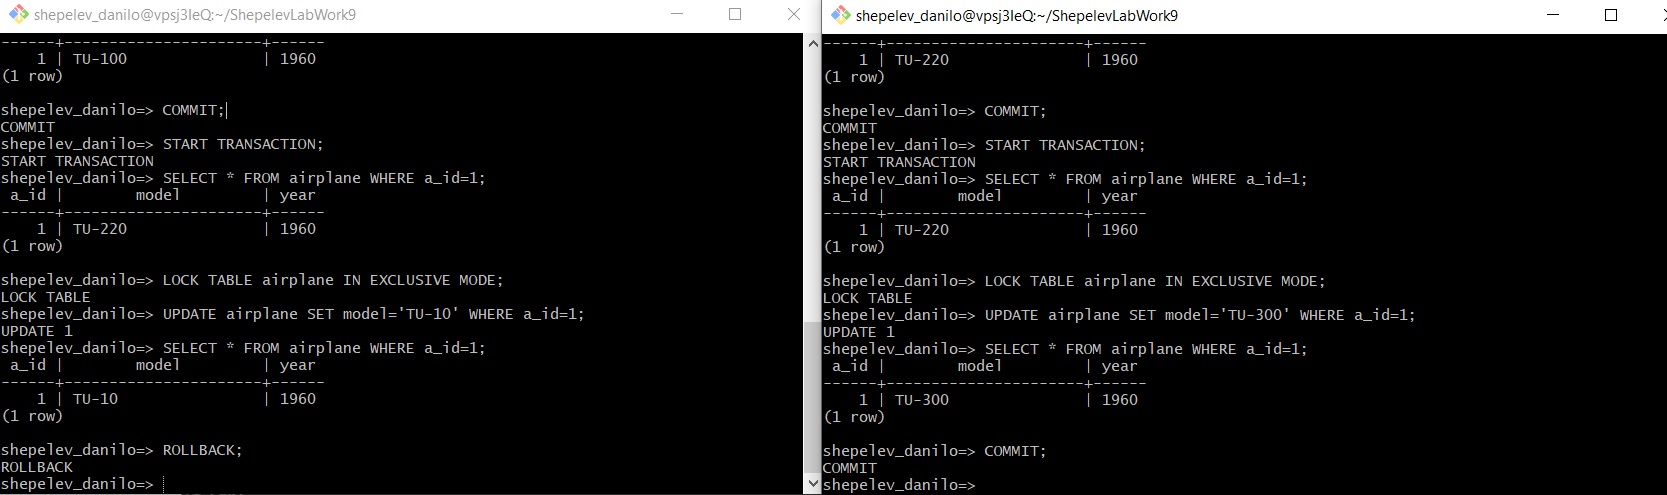 shepelev_danilo@vpsj3IeQ:~/ShepelevLabWork9
------+----------------------+------
    1 | TU-100               | 1960
(1 row)
shepelev_danilo=> COMMIT;
COMMIT
shepelev_danilo=> START TRANSACTION;
START TRANSACTION
shepelev_danilo=> SELECT * FROM airplane WHERE a_id=1;
 a_id |        model         | year
------+----------------------+------
    1 | TU-220               | 1960
(1 row)
shepelev_danilo=> LOCK TABLE airplane IN EXCLUSIVE MODE;
LOCK TABLE
shepelev_danilo=> UPDATE airplane SET model='TU-10' WHERE a_id=1;
UPDATE 1
shepelev_danilo=> SELECT * FROM airplane WHERE a_id=1;
 a_id |        model         | year
------+----------------------+------
    1 | TU-10                | 1960
(1 row)
shepelev_danilo=> ROLLBACK;
ROLLBACK
shepelev_danilo=>
shepelev_danilo@vpsj3IeQ:~/ShepelevLabWork9
------+----------------------+------
    1 | TU-220               | 1960
(1 row)
shepelev_danilo=> COMMIT;
COMMIT
shepelev_danilo=> START TRANSACTION;
START TRANSACTION
shepelev_danilo=> SELECT * FROM airplane WHERE a_id=1;
 a_id |        model         | year
------+----------------------+------
    1 | TU-220               | 1960
(1 row)
shepelev_danilo=> LOCK TABLE airplane IN EXCLUSIVE MODE;
LOCK TABLE
shepelev_danilo=> UPDATE airplane SET model='TU-300' WHERE a_id=1;
UPDATE 1
shepelev_danilo=> SELECT * FROM airplane WHERE a_id=1;
 a_id |        model         | year
------+----------------------+------
    1 | TU-300               | 1960
(1 row)
shepelev_danilo=> COMMIT;
COMMIT
shepelev_danilo=>